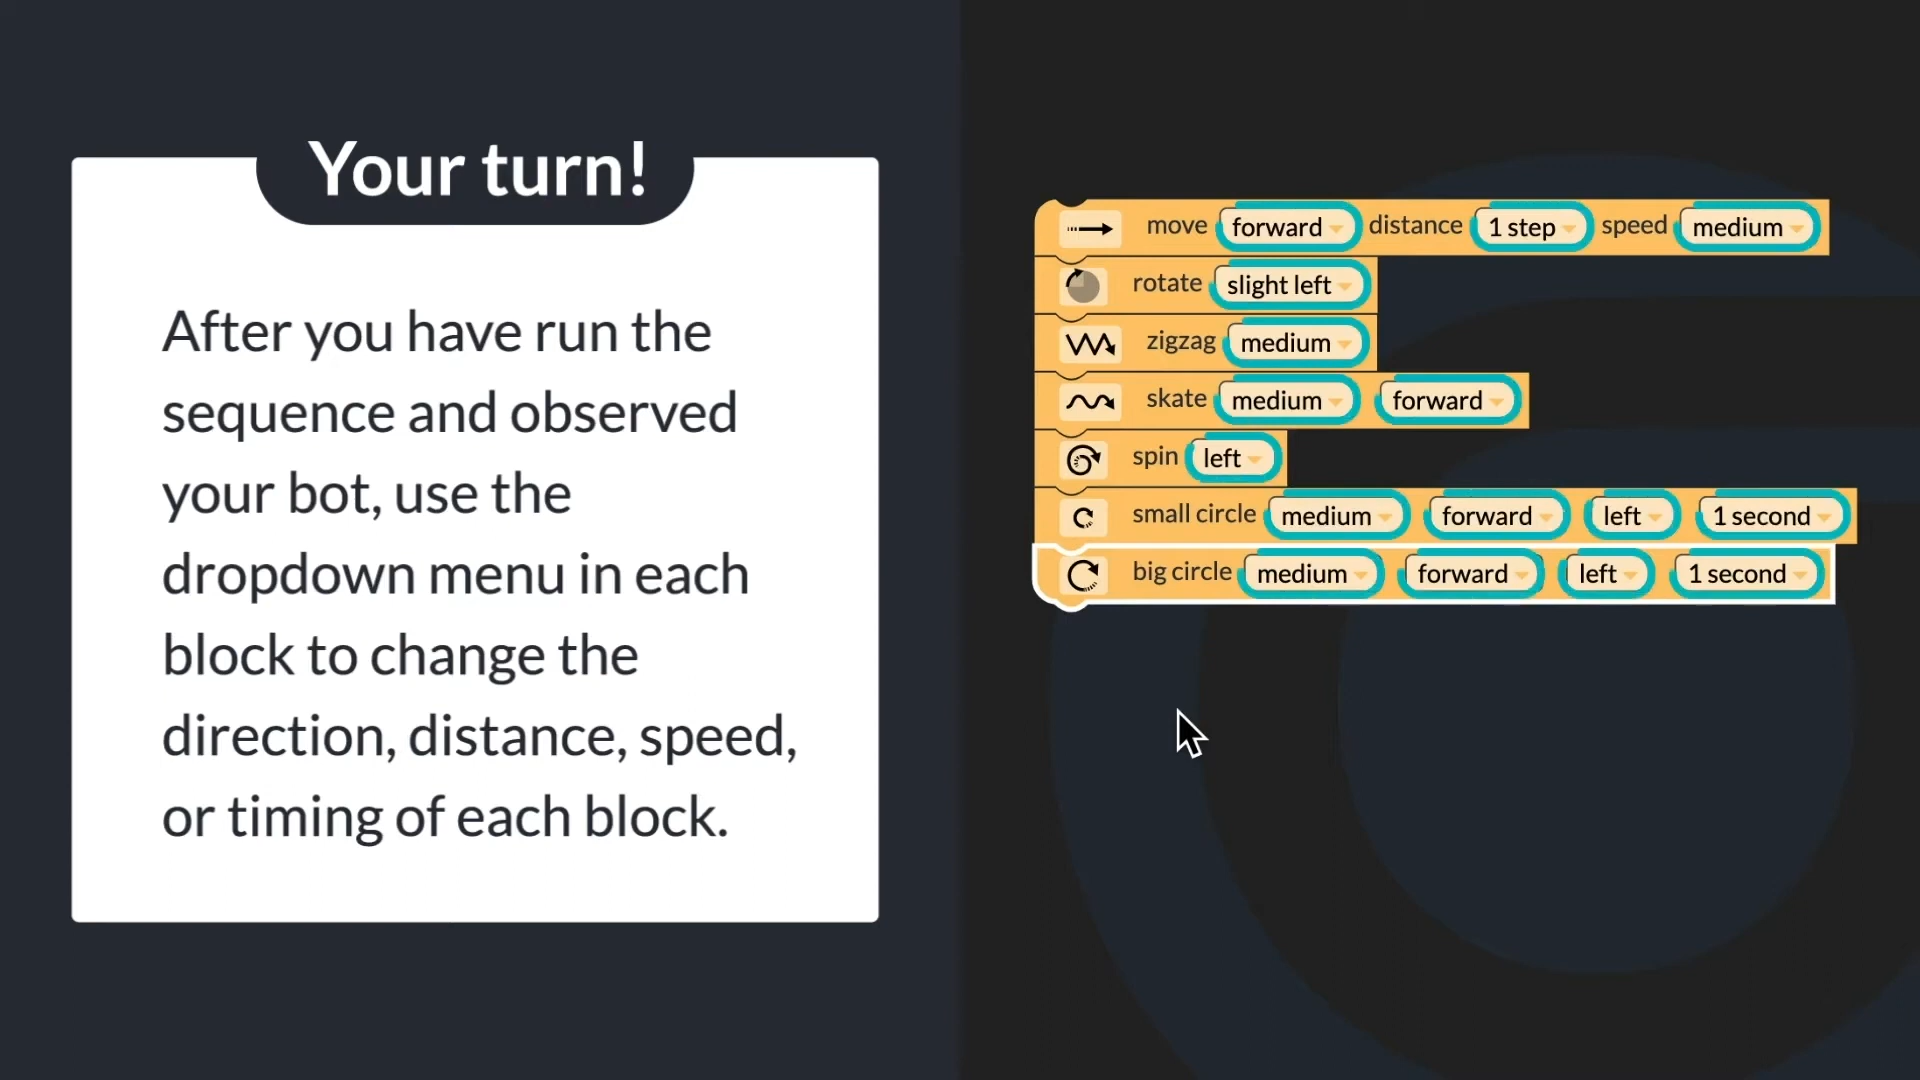 Your turn!
After you have run the
sequence and observed
your bot, use the
dropdown menu in each
block to change the
direction, distance, speed,
or timing of each block.
move forward distance 1 step speed medium
rotate slight left
zigzag medium
skate medium forward
spin left
small circle medium forward left 1 second
big circle medium forward left 1 second